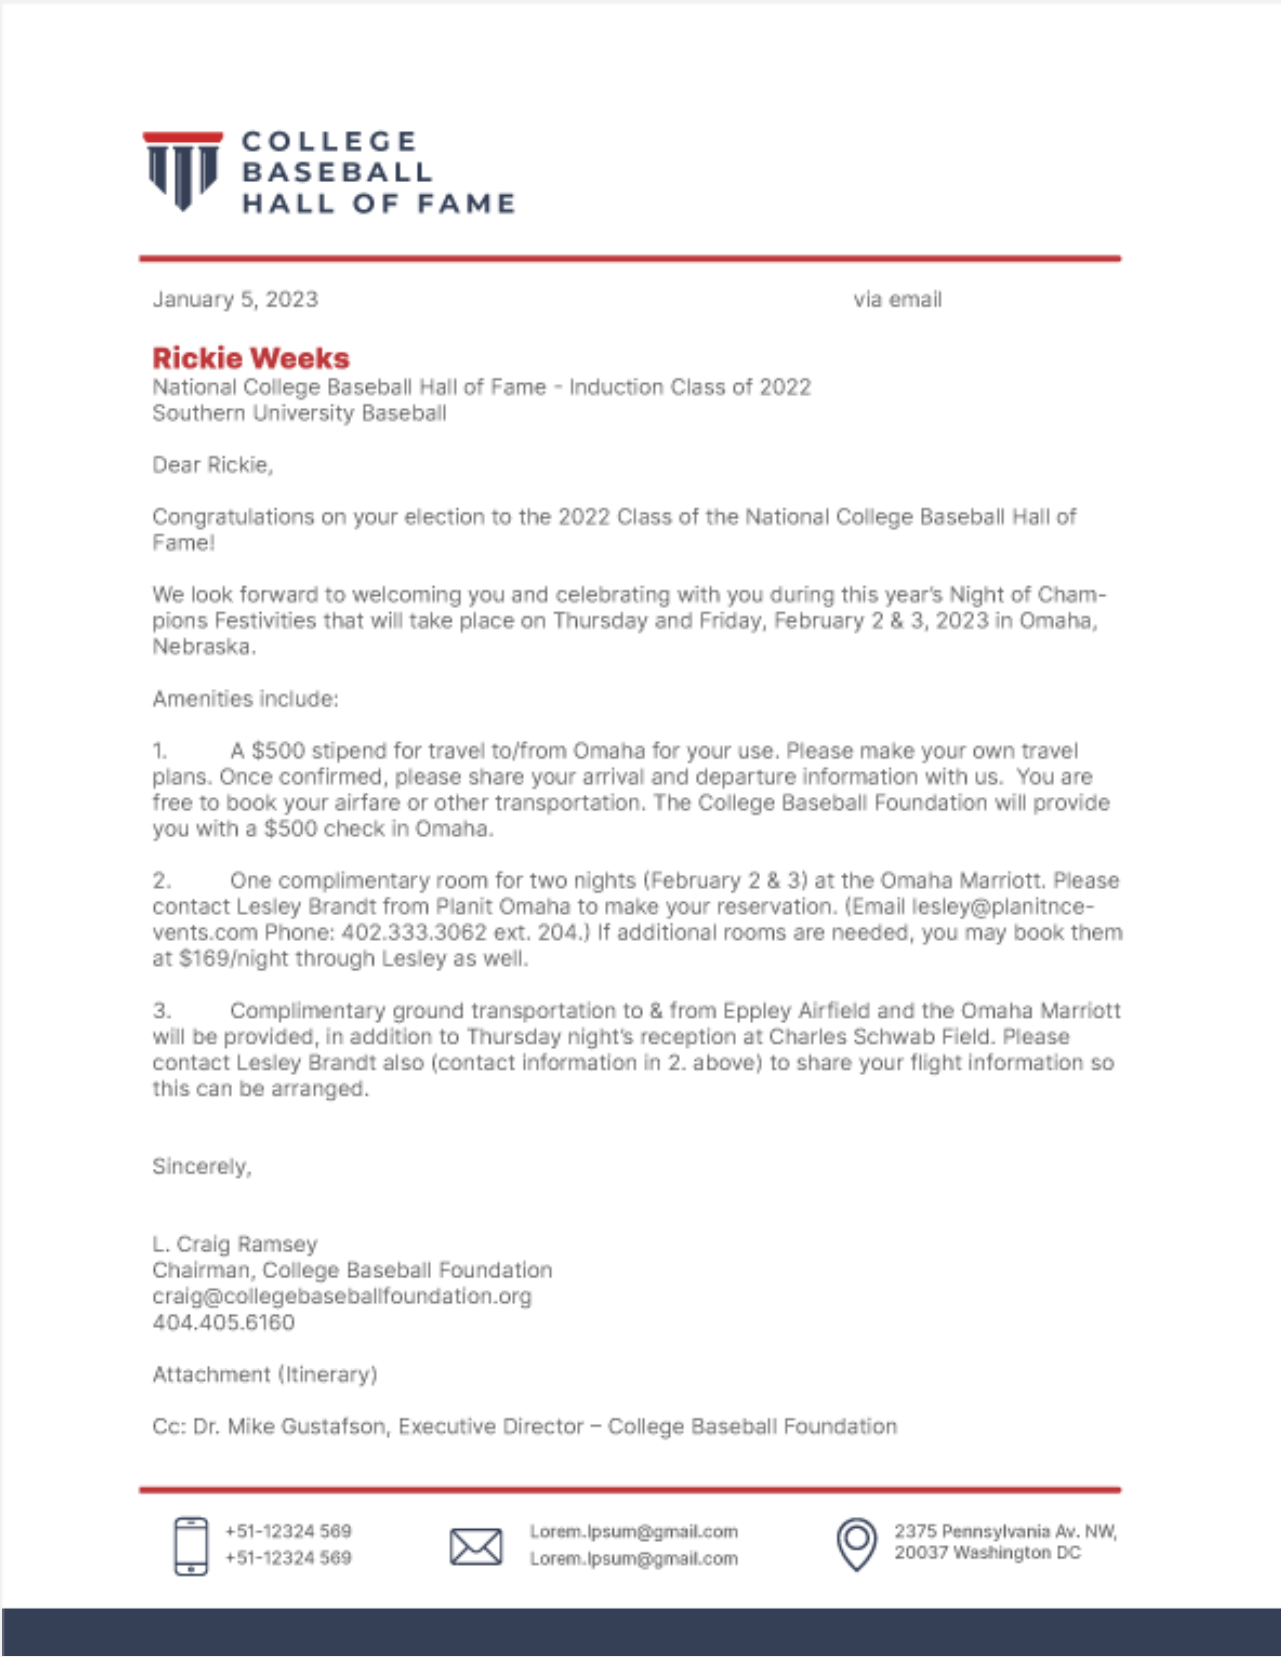 COLLEGE
BASEBALL
HALL OF FAME
January 5, 2023 via email
Rickie Weeks
National College Baseball Hall of Fame - Induction Class of 2022
Southern University Baseball
Dear Rickie,
Congratulations on your election to the 2022 Class of the National College Baseball Hall of
Fame!
We look forward to welcoming you and celebrating with you during this year's Night of Cham-
pions Festivities that will take place on Thursday and Friday, February 2 & 3, 2023 in Omaha,
Nebraska.
Amenities include:
1. A $500 stipend for travel to/from Omaha for your use. Please make your own travel
plans. Once confirmed, please share your arrival and departure information with us. You are
free to book your airfare or other transportation. The College Baseball Foundation will provide
you with a $500 check in Omaha.
2. One complimentary room for two nights (February 2 & 3) at the Omaha Marriott. Please
contact Lesley Brandt from Planit Omaha to make your reservation. (Email lesley@planitnce-
vents.com Phone: 402.333.3062 ext. 204.) If additional rooms are needed, you may book them
at $169/night through Lesley as well.
3. Complimentary ground transportation to & from Eppley Airfield and the Omaha Marriott
will be provided, in addition to Thursday night's reception at Charles Schwab Field. Please
contact Lesley Brandt also (contact information in 2. above) to share your flight information so
this can be arranged.
Sincerely,
L. Craig Ramsey
Chairman, College Baseball Foundation
craig@collegebaseballfoundation.org
404.405.6160
Attachment (Itinerary)
Cc: Dr. Mike Gustafson, Executive Director – College Baseball Foundation
+51-12324 569
+51-12324 569
Lorem.Ipsum@gmail.com
Lorem.Ipsum@gmail.com
2375 Pennsylvania Av. NW,
20037 Washington DC